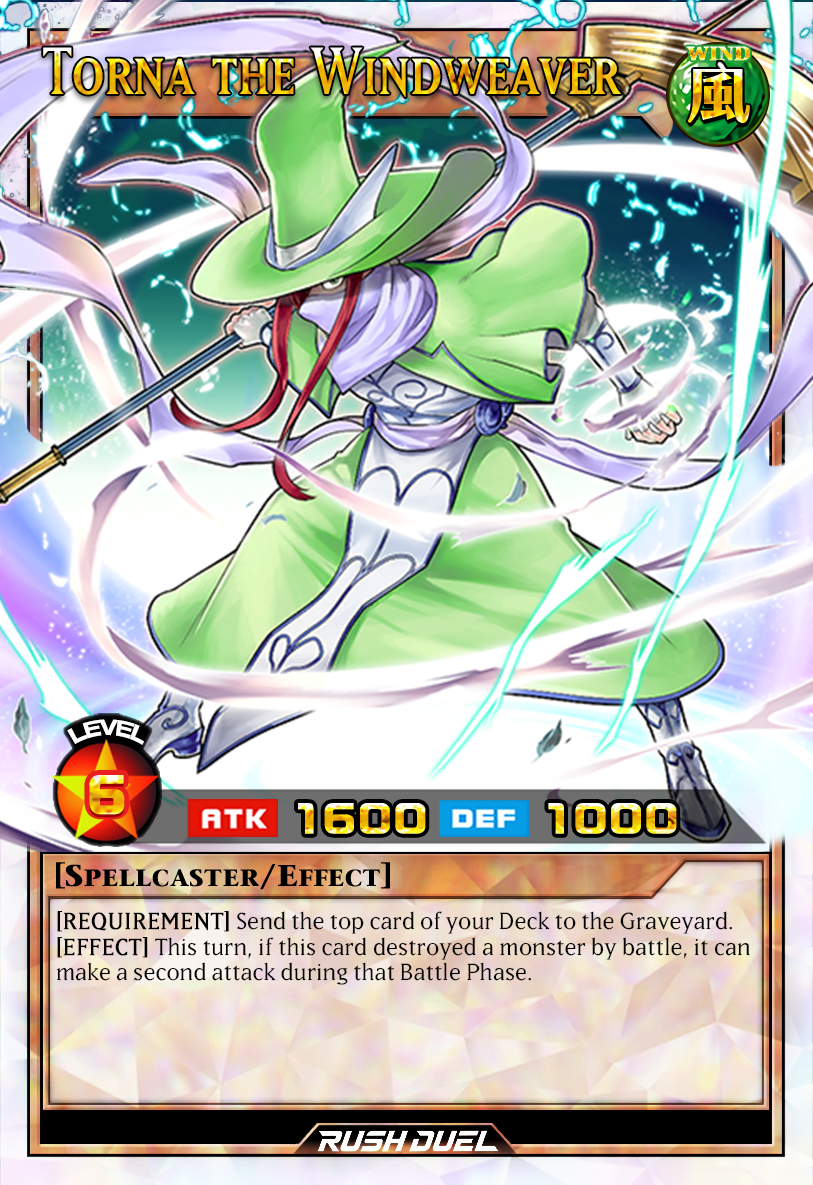 TORNA THE WINDWEAVER
WIND
風
LEVEL
6
ATK 1600 DEF 1000
[SPELLCASTER/EFFECT]
[REQUIREMENT] Send the top card of your Deck to the Graveyard.
[EFFECT] This turn, if this card destroyed a monster by battle, it can
make a second attack during that Battle Phase.
RUSH DUEL